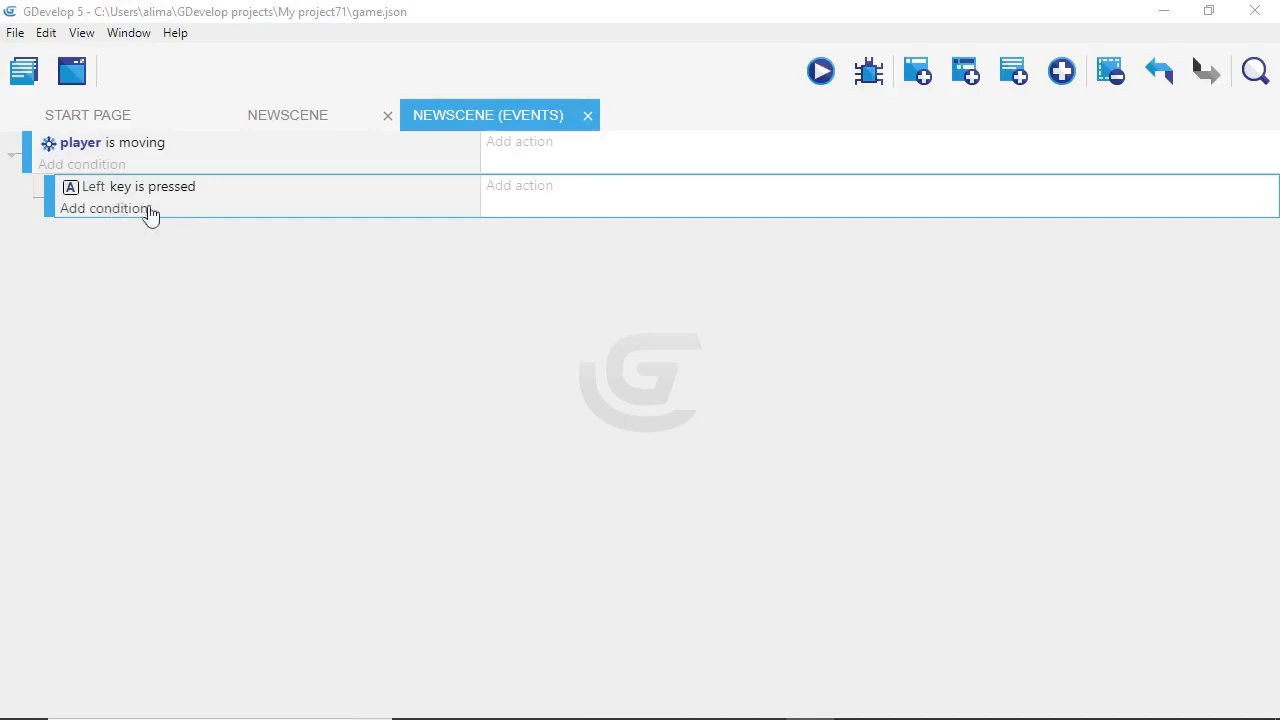 GDevelop 5 - C:\Users\alima\GDevelop projects\My project71\game.json
File Edit View Window Help
START PAGE NEWSCENE NEWSCENE (EVENTS)
player is moving Add action
Add condition
A Left key is pressed Add action
Add condition